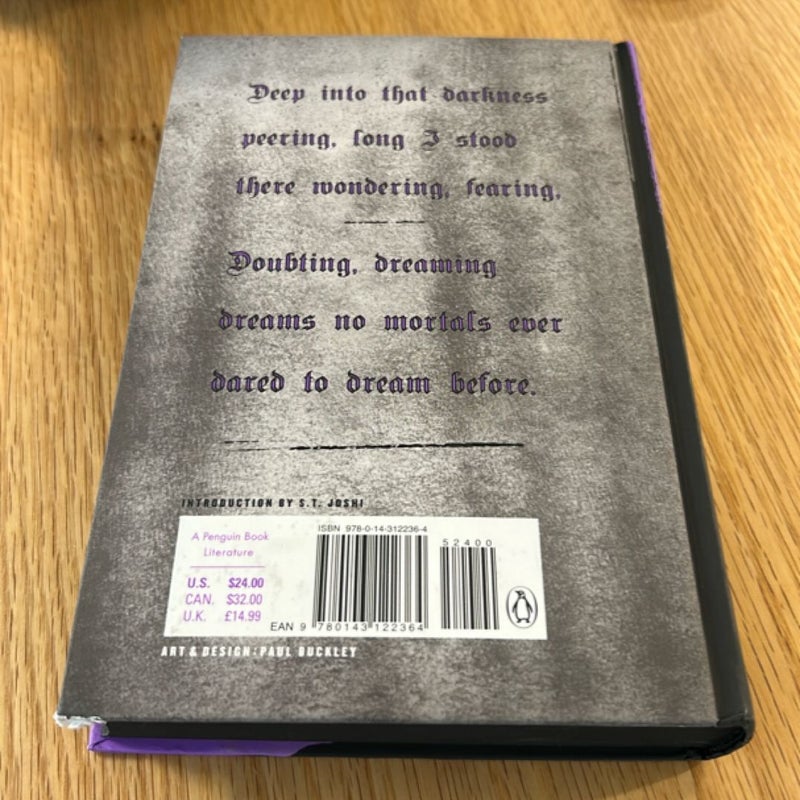 Deep into that darkness
peering, long I stood
there wondering, fearing,
Doubting, dreaming
dreams no mortals ever
dared to dream before.
INTRODUCTION BY S.T. JOSHI
A Penguin Book
Literature
U.S. $24.00
CAN. $32.00
U.K. £14.99
ISBN 978-0-14-312236-4
52400
EAN 9 780143 122364
ART & DESIGN: PAUL BUCKLEY